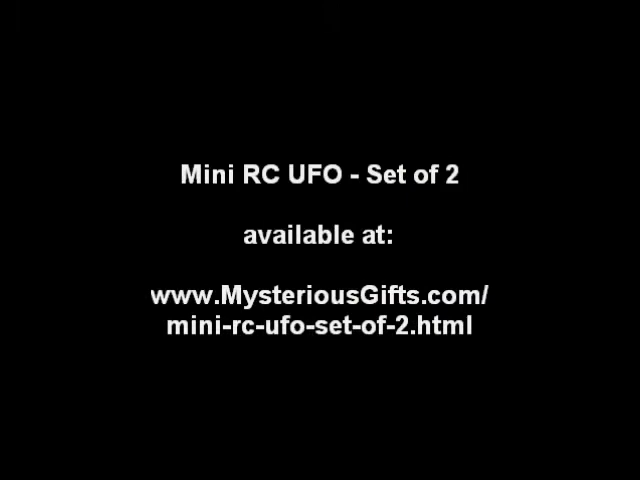 Mini RC UFO - Set of 2
available at:
www.MysteriousGifts.com/
mini-rc-ufo-set-of-2.html